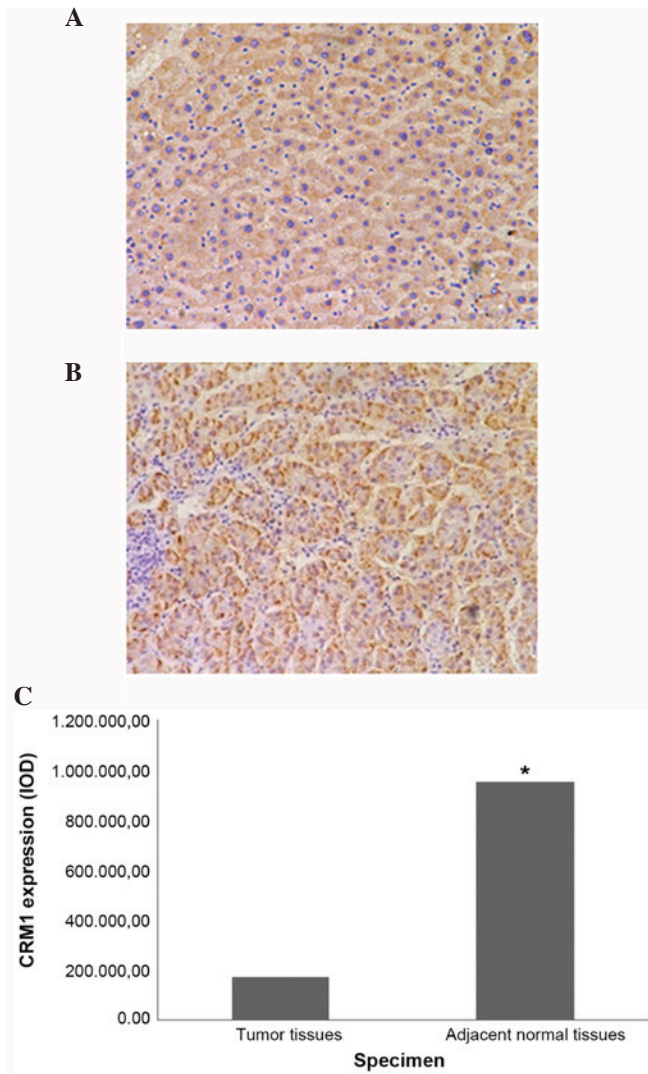 A
B
C
1.200.000,00
1.000.000,00
800.000,00
600.000,00
400.000,00
200.000,00
0.00
CRM1 expression (IOD)
*
Tumor tissues
Adjacent normal tissues
Specimen